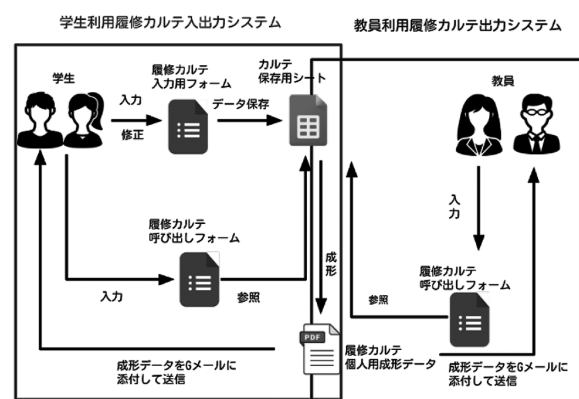 学生利用履修カルテ入出力システム
教員利用履修カルテ出力システム
学生
入力
修正
履修カルテ
入力用フォーム
データ保存
カルテ
保存用シート
教員
入力
履修カルテ
呼び出しフォーム
入力
参照
成形
履修カルテ
呼び出しフォーム
参照
PDF
履修カルテ
個人用成形データ
成形データをGメールに
添付して送信
成形データをGメールに
添付して送信